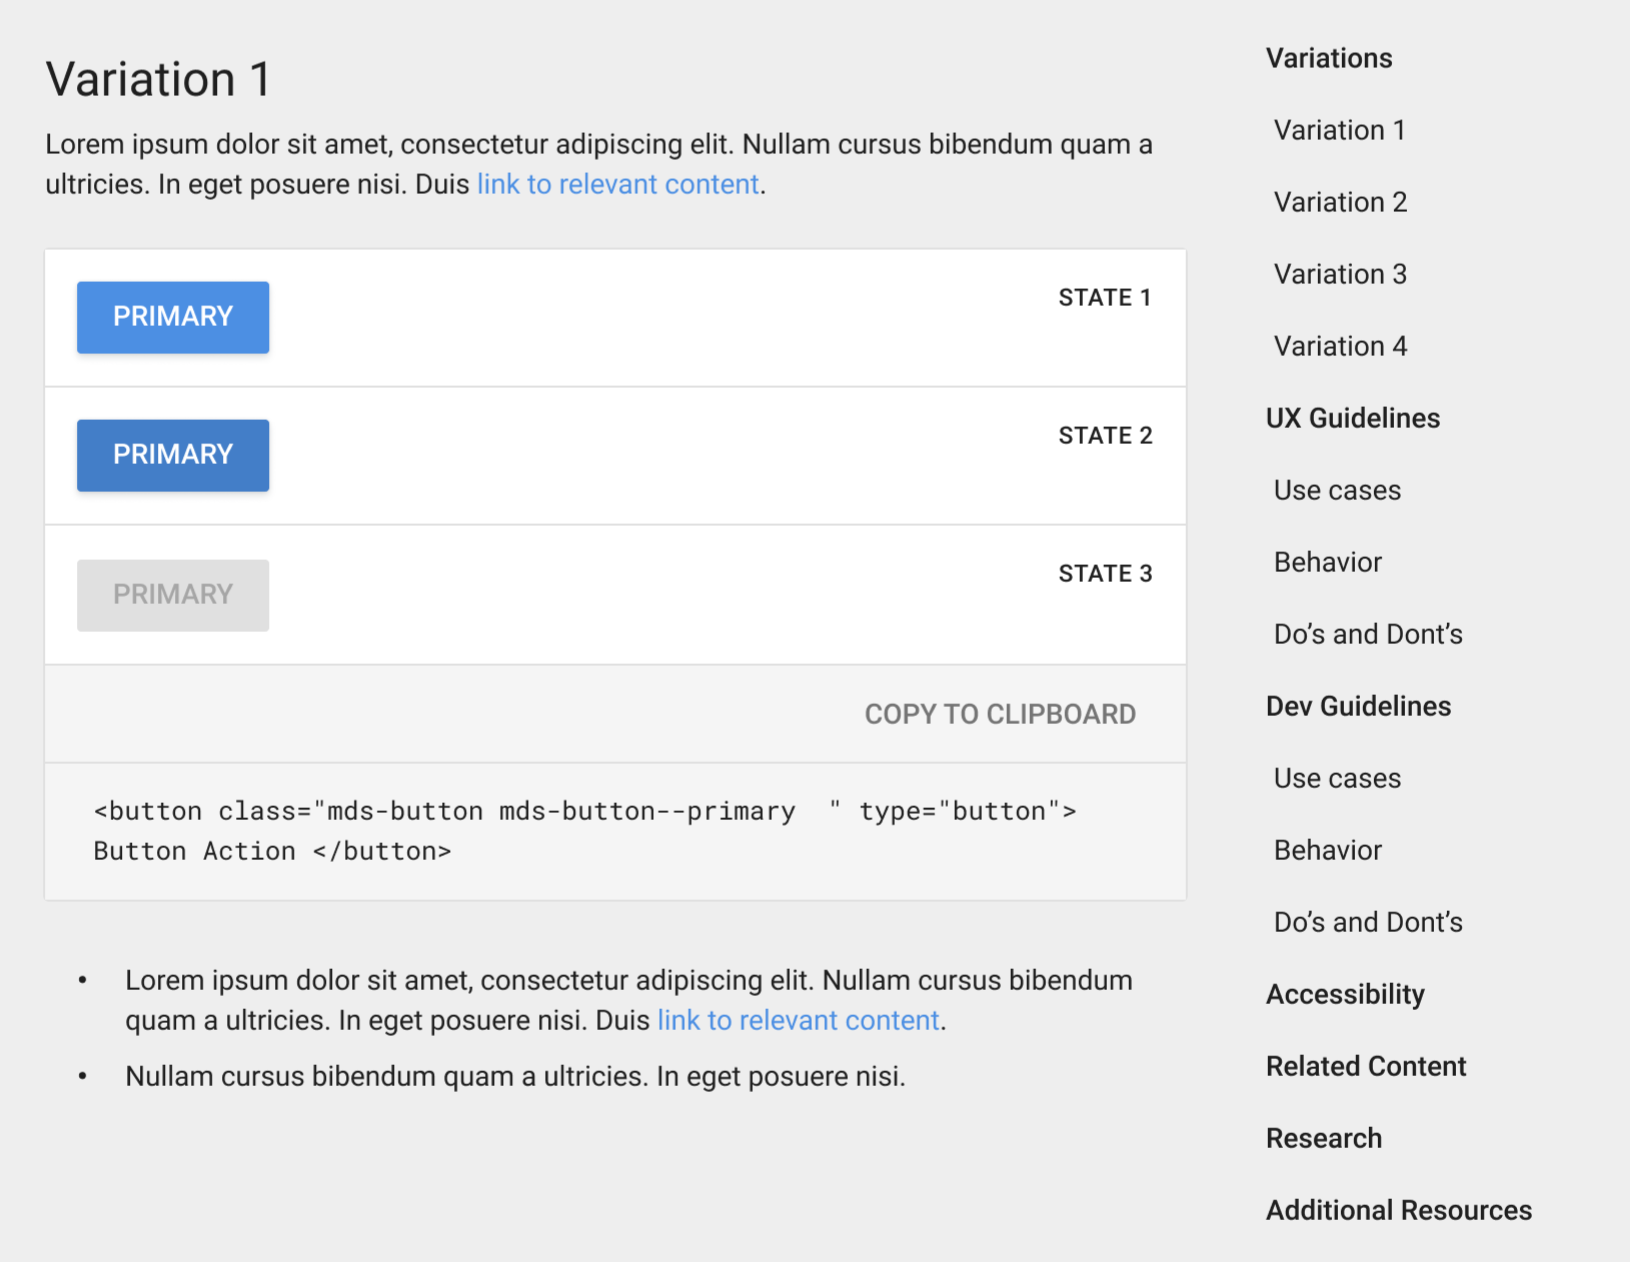 Variation 1
Lorem ipsum dolor sit amet, consectetur adipiscing elit. Nullam cursus bibendum quam a
ultricies. In eget posuere nisi. Duis link to relevant content.
PRIMARY
STATE 1
PRIMARY
STATE 2
PRIMARY
STATE 3
COPY TO CLIPBOARD
<button class="mds-button mds-button--primary  " type="button">
Button Action </button>
• Lorem ipsum dolor sit amet, consectetur adipiscing elit. Nullam cursus bibendum
quam a ultricies. In eget posuere nisi. Duis link to relevant content.
• Nullam cursus bibendum quam a ultricies. In eget posuere nisi.
Variations
Variation 1
Variation 2
Variation 3
Variation 4
UX Guidelines
Use cases
Behavior
Do’s and Dont’s
Dev Guidelines
Use cases
Behavior
Do’s and Dont’s
Accessibility
Related Content
Research
Additional Resources